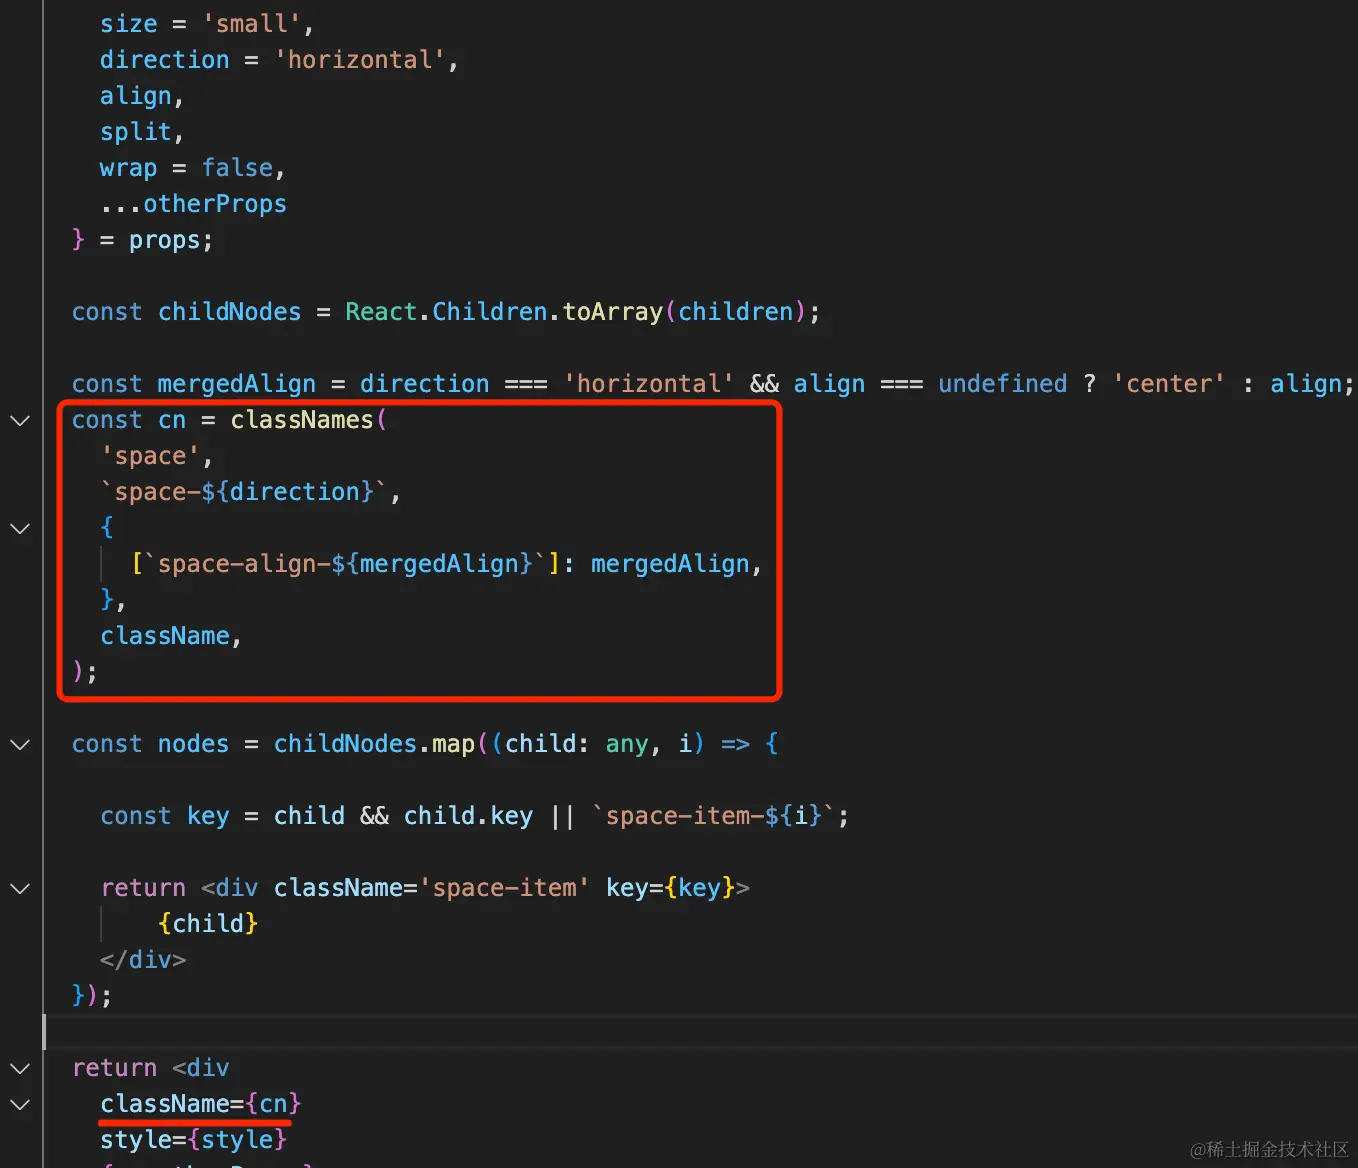 size = 'small',
direction = 'horizontal',
align,
split,
wrap = false,
...otherProps
} = props;
const childNodes = React.Children.toArray(children);
const mergedAlign = direction === 'horizontal' && align === undefined ? 'center' : align;
const cn = classNames(
'space',
`space-${direction}`,
{
[`space-align-${mergedAlign}`]: mergedAlign,
},
className,
);
const nodes = childNodes.map((child: any, i) => {
const key = child && child.key || `space-item-${i}`;
return <div className='space-item' key={key}>
{child}
</div>
});
return <div
className={cn}
style={style}
@稀土掘金技术社区